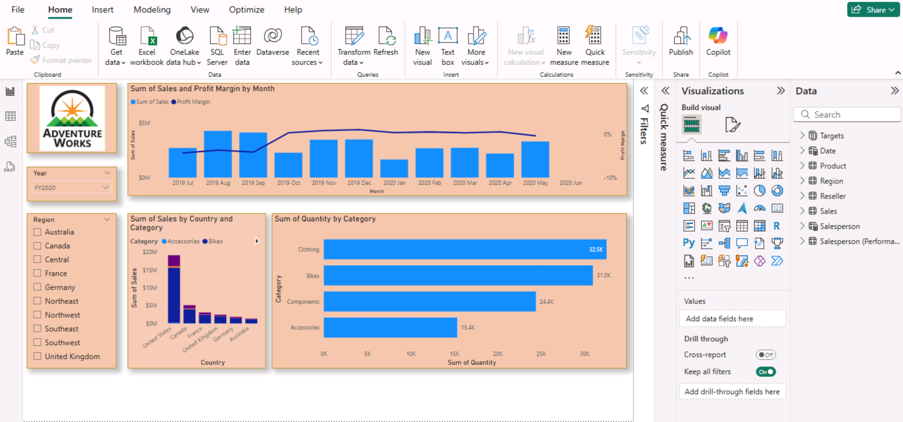 File Home Insert Modeling View Optimize Help Share
Paste
Cut
Copy
Format painter
Get data
Excel workbook
OneLake data hub
SQL Server
Enter data
Dataverse
Recent sources
Transform data
Refresh
New visual
Text box
More visuals
New visual calculation
New measure
Quick measure
Sensitivity
Publish
Copilot
Clipboard Data Queries Insert Calculations Sensitivity Share Copilot
ADVENTURE
WORKS
Year
FY2020
Region
Australia
Canada
Central
France
Germany
Northeast
Northwest
Southeast
Southwest
United Kingdom
Sum of Sales and Profit Margin by Month
Sum of Sales Profit Margin
Sum of Sales
$5M
$0M
0%
-10%
Profit Margin
2019 Jul 2019 Aug 2019 Sep 2019 Oct 2019 Nov 2019 Dec 2020 Jan 2020 Feb 2020 Mar 2020 Apr 2020 May 2020 Jun
Month
Sum of Sales by Country and
Category
Category Accessories Bikes
Sum of Sales
$20M
$15M
$10M
$5M
$0M
United States
Canada
France
United Kingdom
Germany
Australia
Country
Sum of Quantity by Category
Category
Clothing 32.5K
Bikes 31.0K
Components 24.4K
Accessories 15.4K
0K 5K 10K 15K 20K 25K 30K
Sum of Quantity
Filters
Quick measure
Visualizations
Build visual
R
Py
Values
Add data fields here
Drill through
Cross-report Off
Keep all filters On
Add drill-through fields here
Data
Search
Targets
Date
Product
Region
Reseller
Sales
Salesperson
Salesperson (Performa...